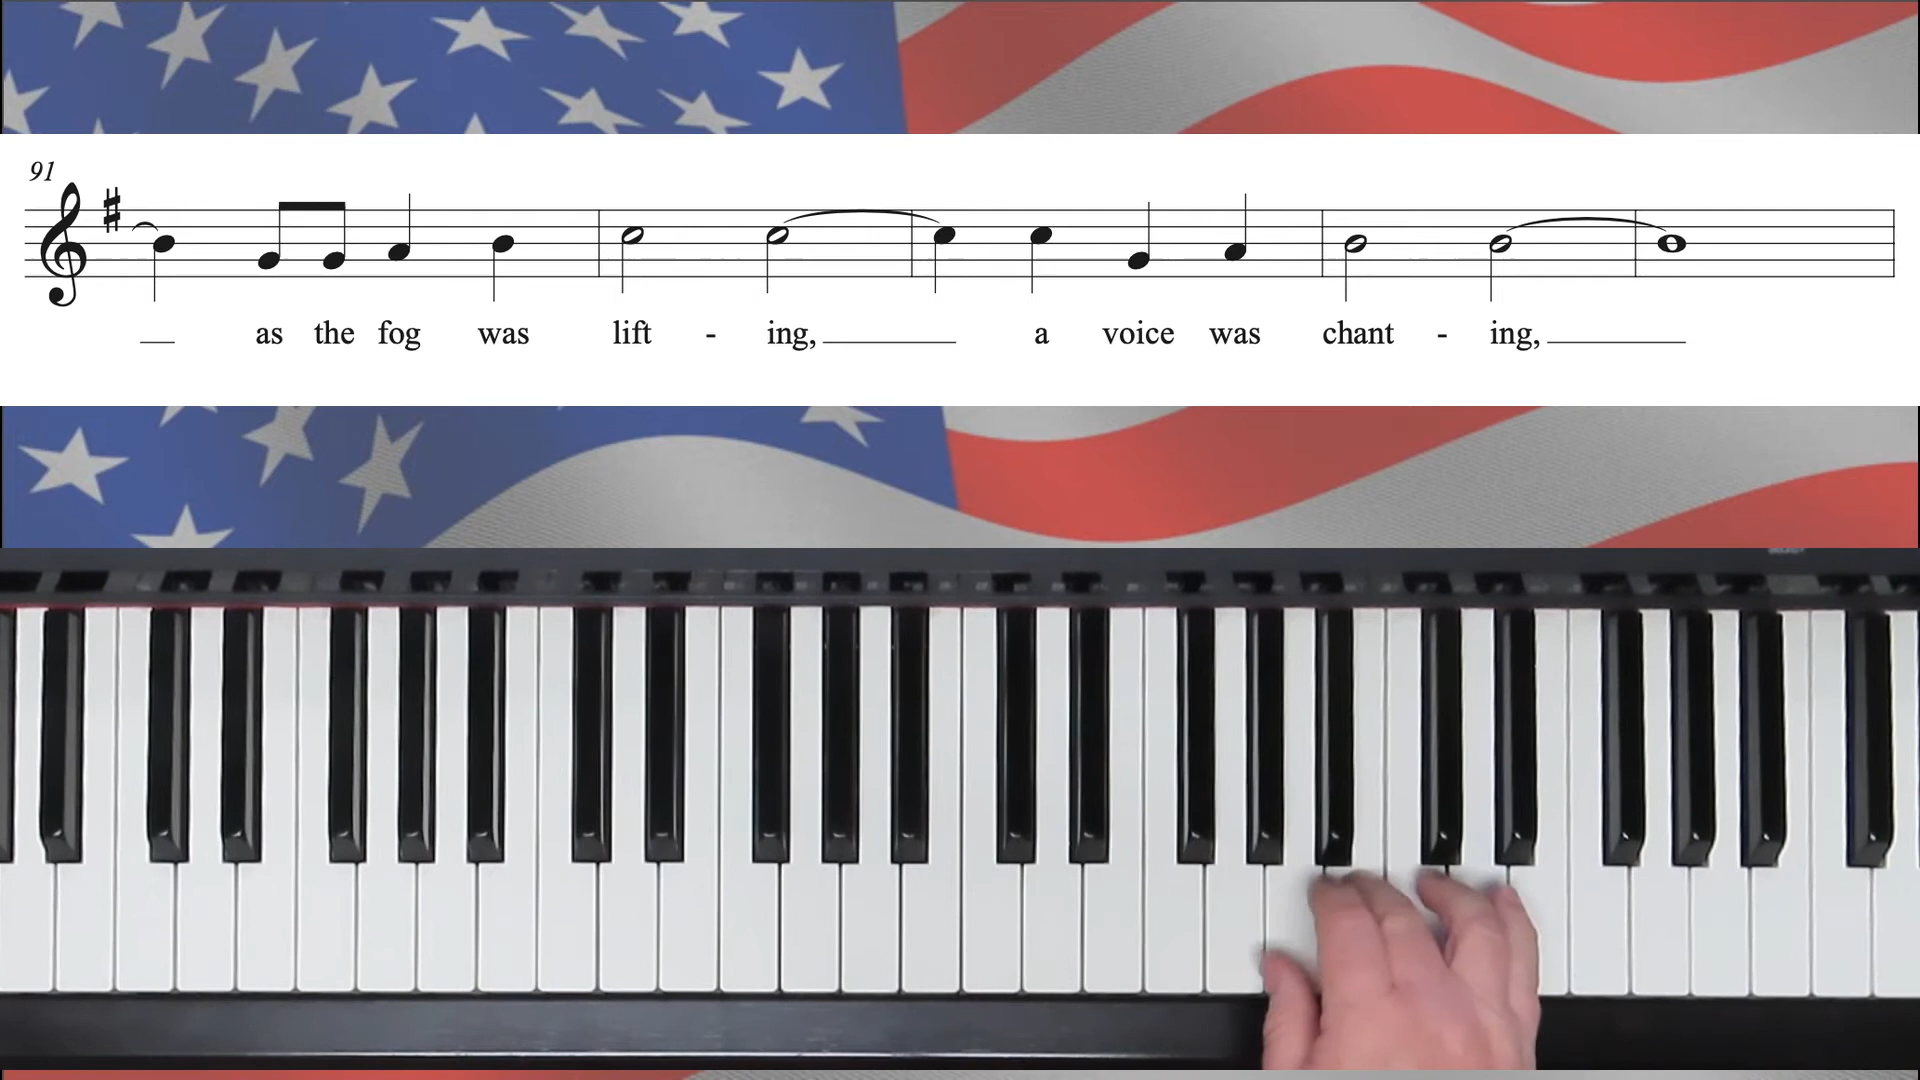 91
as the fog was lift - ing, a voice was chant - ing,